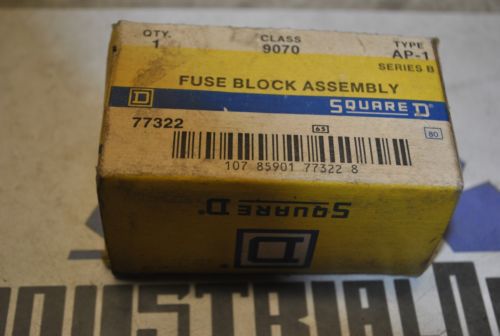 QTY. CLASS TYPE
1 9070 AP-1
SERIES B
FUSE BLOCK ASSEMBLY
D SQUARE D
77322 65 80
107 85901 77322 8
SQUARE D
D
INDUSTRIAL